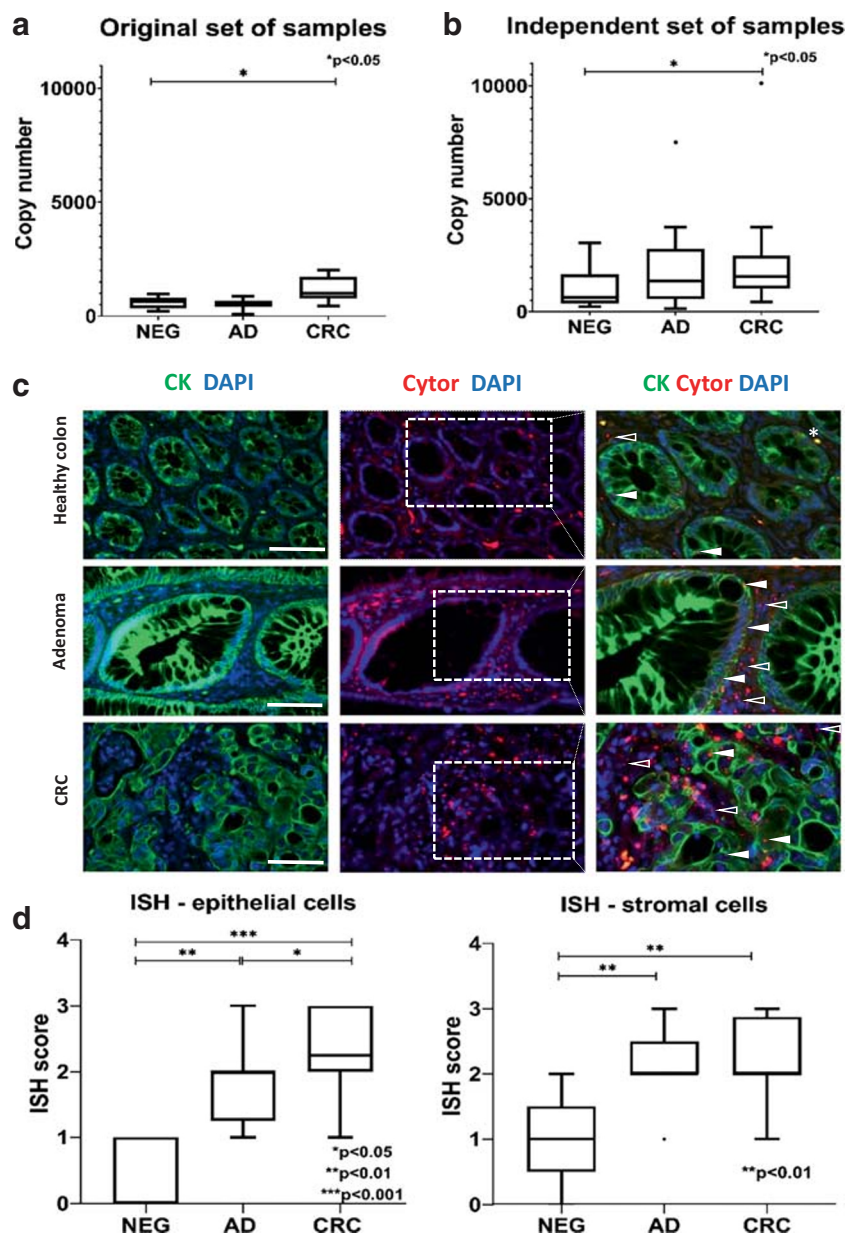 a
Original set of samples
*p<0.05
*
Copy number
10000
5000
0
NEG AD CRC
b
Independent set of samples
*p<0.05
*
Copy number
10000
5000
0
NEG AD CRC
c
CK DAPI
Cytor DAPI
CK Cytor DAPI
Healthy colon
*
Adenoma
CRC
d
ISH - epithelial cells
***
** *
ISH score
4
3
2
1
0
*p<0.05
**p<0.01
***p<0.001
NEG AD CRC
ISH - stromal cells
**
**
ISH score
4
3
2
1
0
**p<0.01
NEG AD CRC